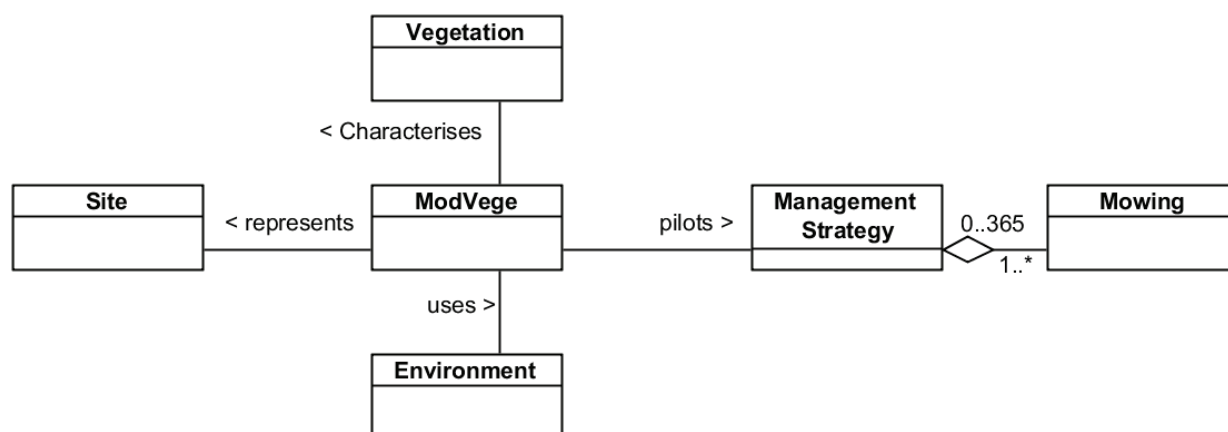 Vegetation
< Characterises
Site
< represents
ModVege
pilots >
Management
Strategy
0..365
1..*
Mowing
uses >
Environment